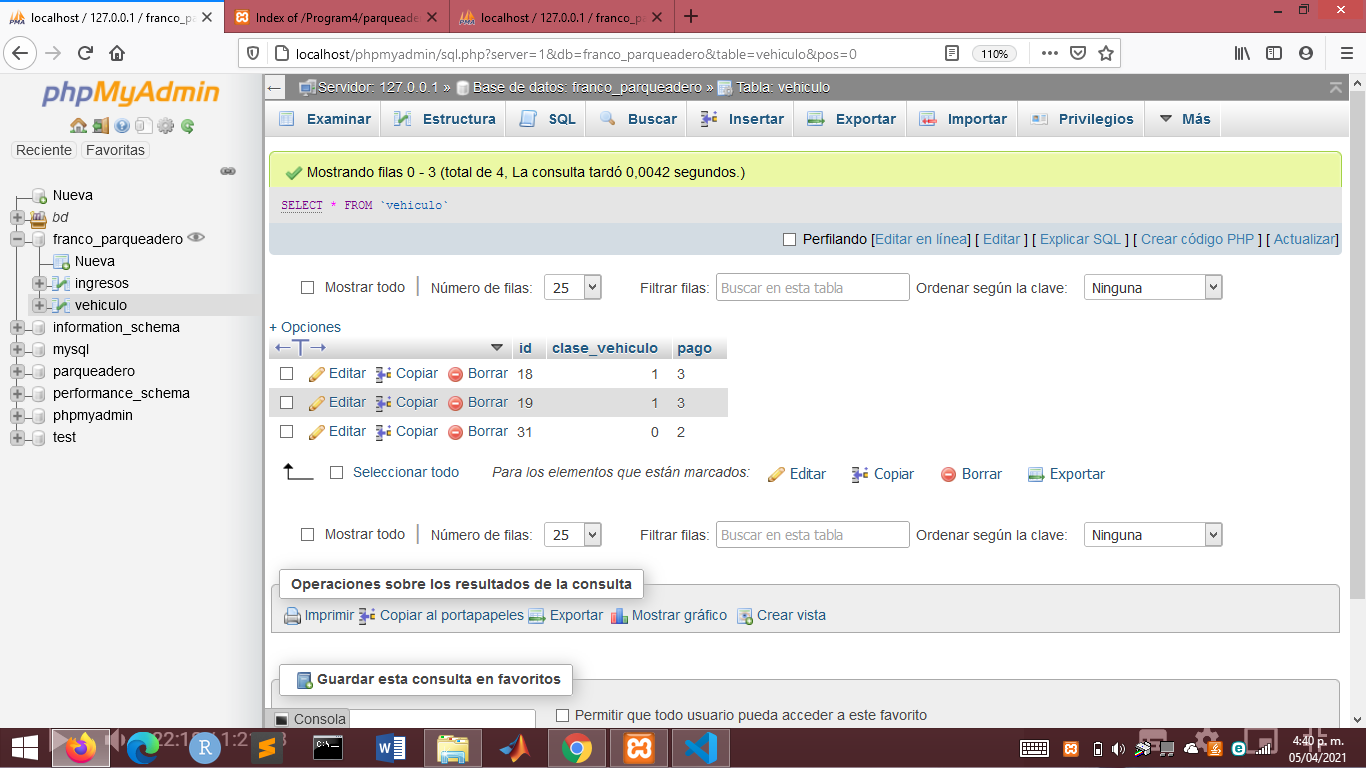 localhost / 127.0.0.1 / franco_pa
Index of /Program4/parqueade
localhost / 127.0.0.1 / franco_pa
localhost/phpmyadmin/sql.php?server=1&db=franco_parqueadero&table=vehiculo&pos=0
110%
phpMyAdmin
Reciente Favoritas
Nueva
bd
franco_parqueadero
Nueva
ingresos
vehiculo
information_schema
mysql
parqueadero
performance_schema
phpmyadmin
test
Servidor: 127.0.0.1 » Base de datos: franco_parqueadero » Tabla: vehiculo
Examinar Estructura SQL Buscar Insertar Exportar Importar Privilegios Más
Mostrando filas 0 - 3 (total de 4, La consulta tardó 0,0042 segundos.)
SELECT * FROM `vehiculo`
Perfilando [Editar en línea] [ Editar ] [ Explicar SQL ] [ Crear código PHP ] [ Actualizar]
Mostrar todo Número de filas: 25 Filtrar filas: Buscar en esta tabla Ordenar según la clave: Ninguna
+ Opciones
←T→ id clase_vehiculo pago
Editar Copiar Borrar 18 1 3
Editar Copiar Borrar 19 1 3
Editar Copiar Borrar 31 0 2
Seleccionar todo Para los elementos que están marcados: Editar Copiar Borrar Exportar
Mostrar todo Número de filas: 25 Filtrar filas: Buscar en esta tabla Ordenar según la clave: Ninguna
Operaciones sobre los resultados de la consulta
Imprimir Copiar al portapapeles Exportar Mostrar gráfico Crear vista
Guardar esta consulta en favoritos
Consola
Permitir que todo usuario pueda acceder a este favorito
4:40 p. m.
05/04/2021